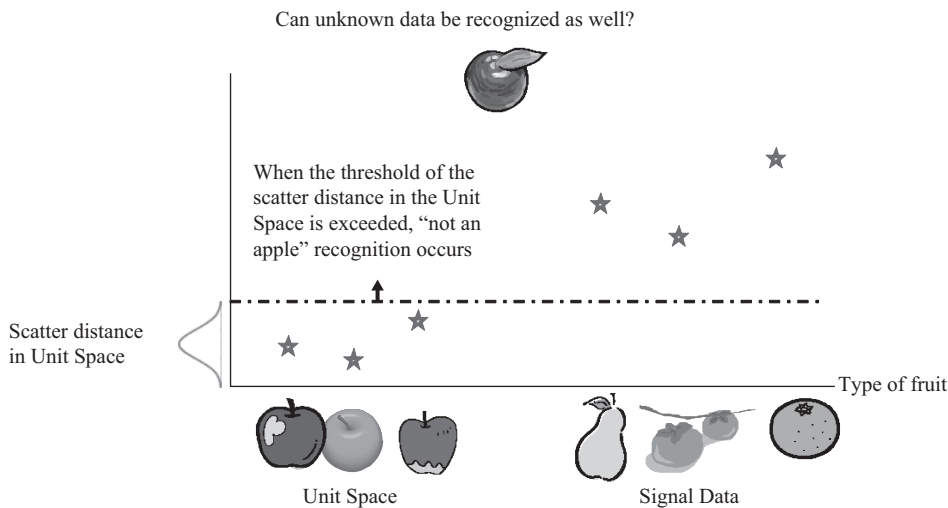 Can unknown data be recognized as well?
When the threshold of the
scatter distance in the Unit
Space is exceeded, “not an
apple” recognition occurs
Scatter distance
in Unit Space
Type of fruit
Unit Space
Signal Data